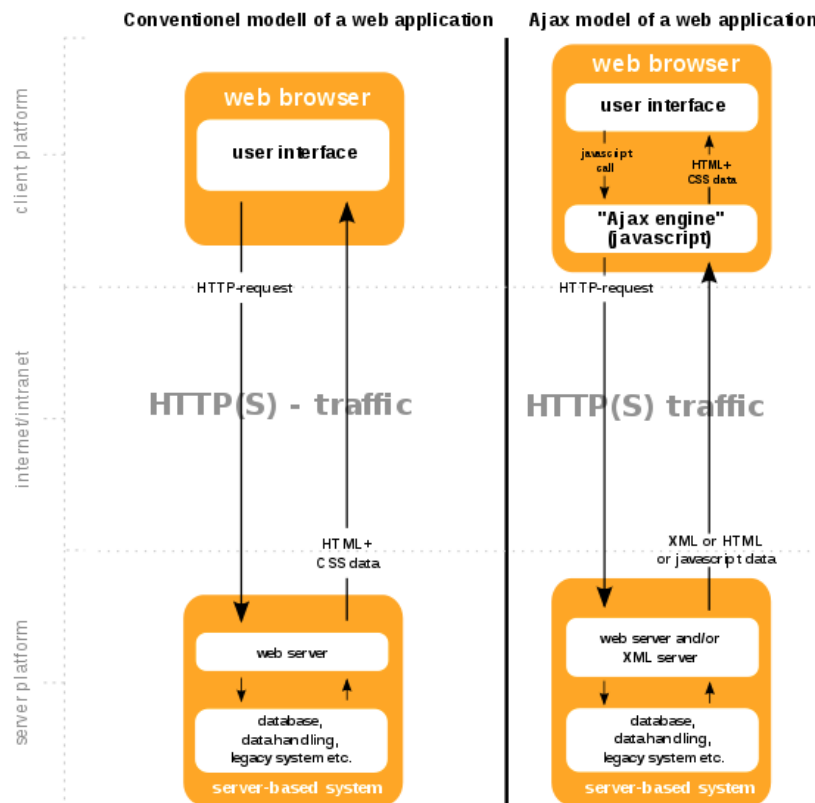 Conventionel modell of a web application
web browser
user interface
HTTP-request
HTTP(S) - traffic
HTML+
CSS data
web server
database,
datahandling,
legacy system etc.
server-based system
Ajax model of a web application
web browser
user interface
javascript
call
HTML+
CSS data
"Ajax engine"
(javascript)
HTTP-request
HTTP(S) traffic
XML or HTML
or javascript data
web server and/or
XML server
database,
datahandling,
legacy system etc.
server-based system
client platform
internet/intranet
server platform